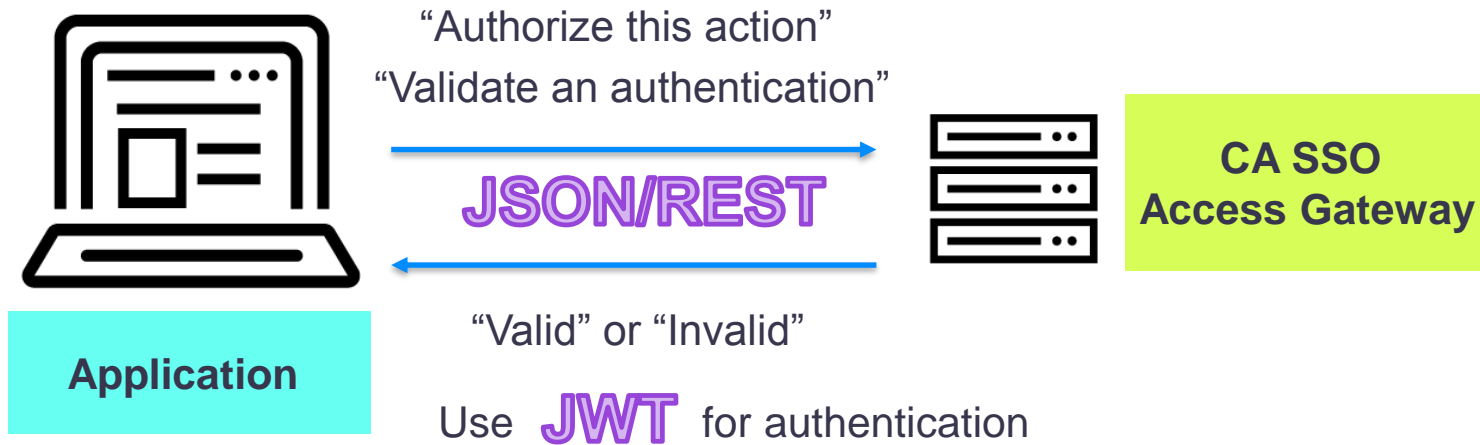 “Authorize this action”
“Validate an authentication”
JSON/REST
CA SSO
Access Gateway
“Valid” or “Invalid”
Application
Use JWT for authentication